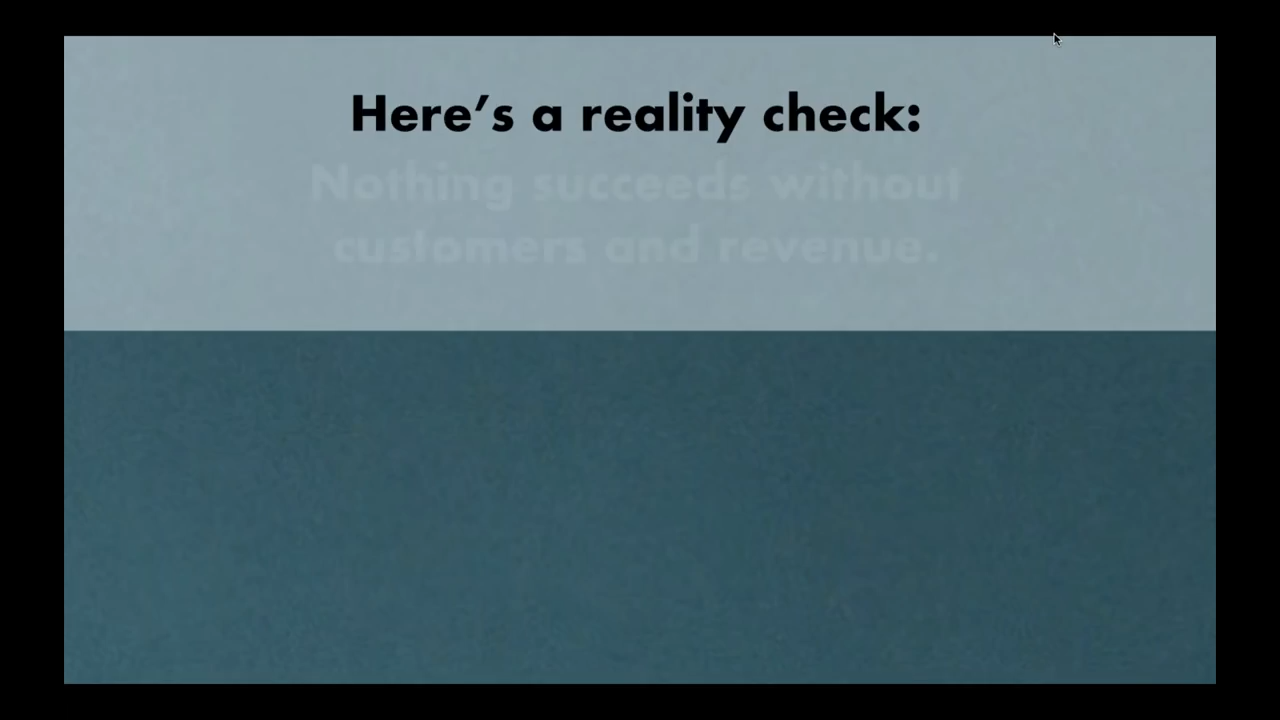 Here’s a reality check:
Nothing succeeds without
customers and revenue.